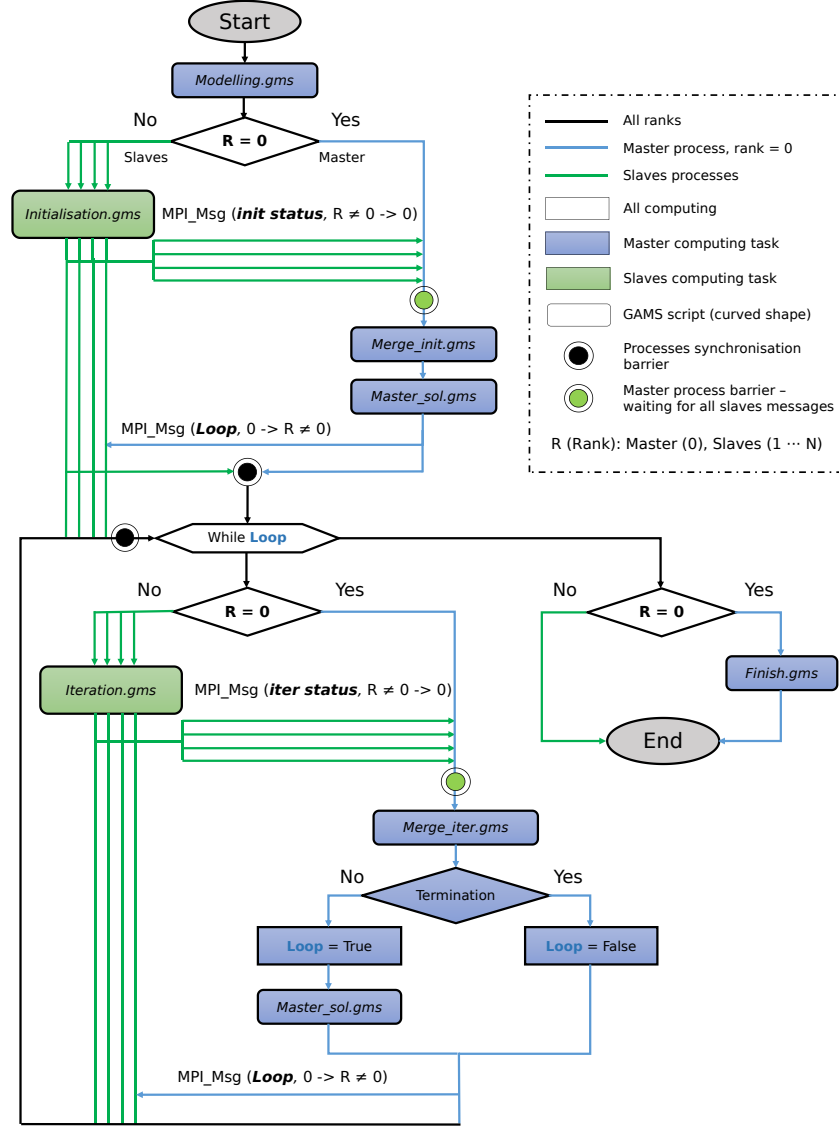 Start
Modelling.gms
No
Yes
R = 0
Slaves
Master
Initialisation.gms
MPI_Msg (init status, R ≠ 0 -> 0)
Merge_init.gms
Master_sol.gms
MPI_Msg (Loop, 0 -> R ≠ 0)
While Loop
No
Yes
R = 0
Iteration.gms
MPI_Msg (iter status, R ≠ 0 -> 0)
Merge_iter.gms
No
Yes
Termination
Loop = True
Loop = False
Master_sol.gms
MPI_Msg (Loop, 0 -> R ≠ 0)
No
Yes
R = 0
Finish.gms
End
All ranks
Master process, rank = 0
Slaves processes
All computing
Master computing task
Slaves computing task
GAMS script (curved shape)
Processes synchronisation
barrier
Master process barrier –
waiting for all slaves messages
R (Rank): Master (0), Slaves (1 ··· N)